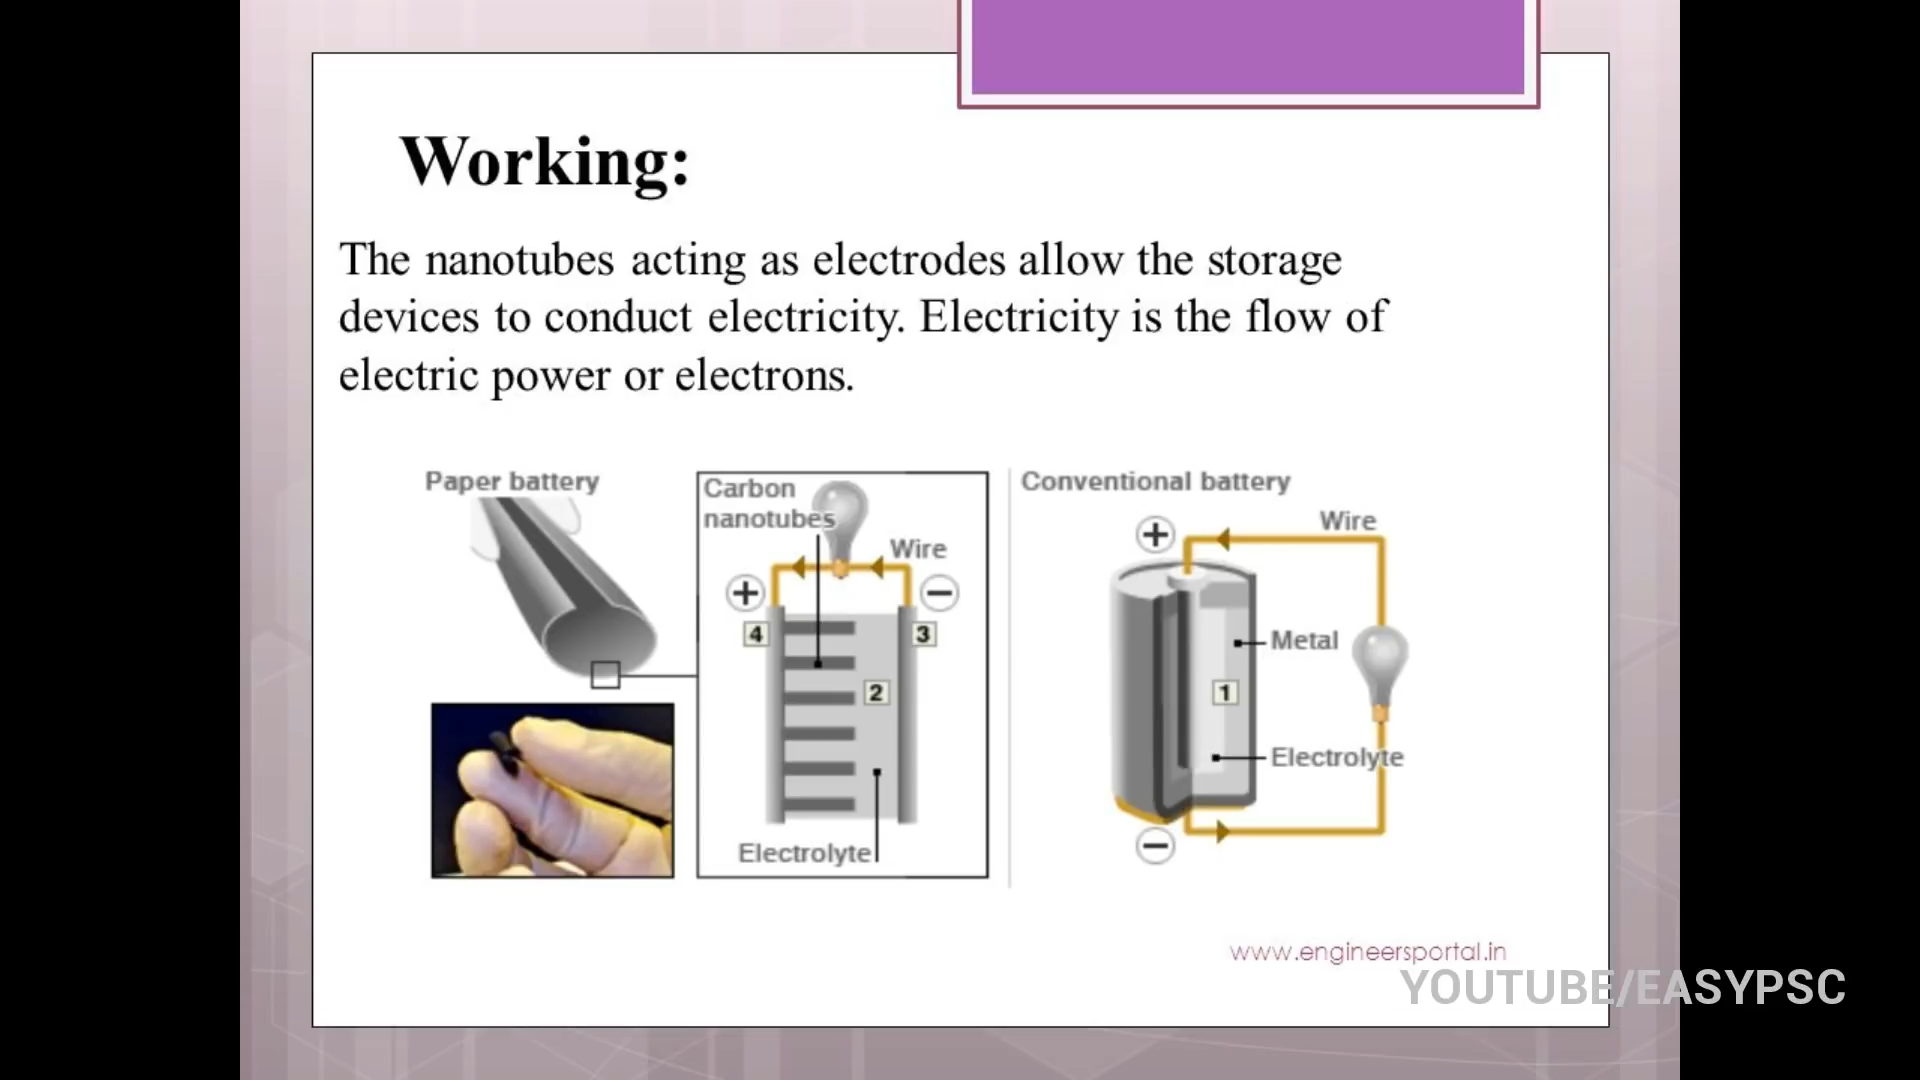 Working:
The nanotubes acting as electrodes allow the storage
devices to conduct electricity. Electricity is the flow of
electric power or electrons.
Paper battery
Carbon
nanotubes
Wire
+
−
4
3
2
Electrolyte
Conventional battery
Wire
+
Metal
1
Electrolyte
−
www.engineersportal.in
YOUTUBE/EASYPSC